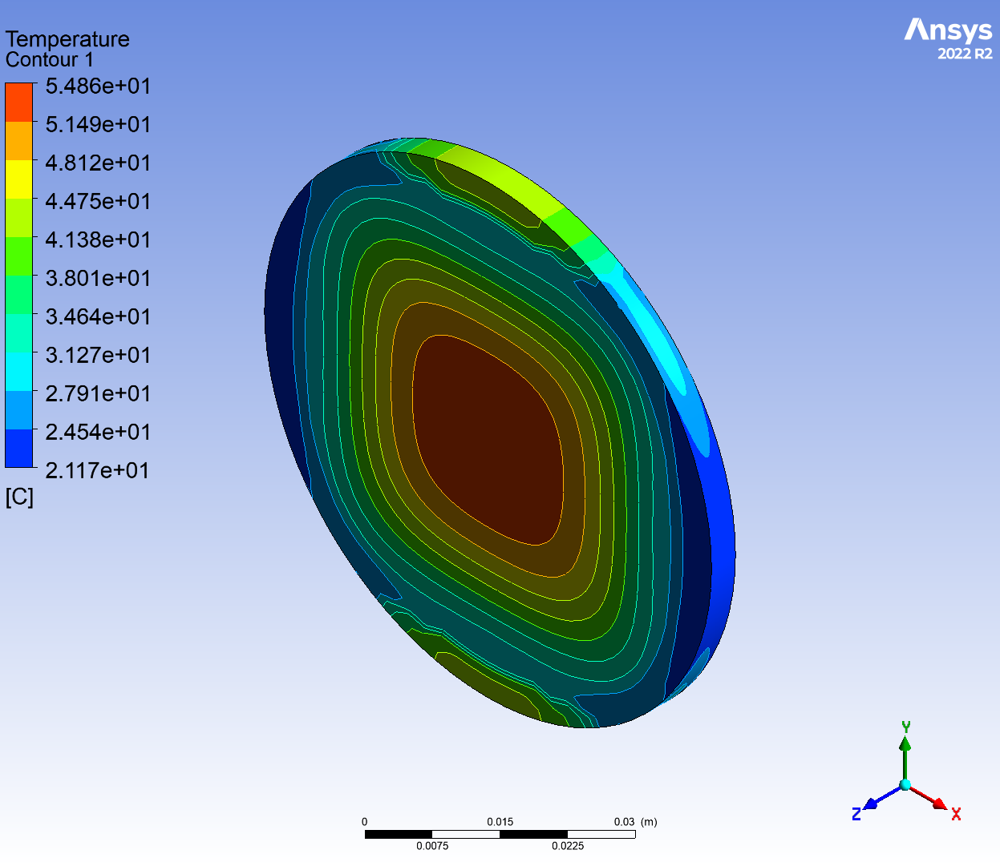 Temperature
Contour 1
5.486e+01
5.149e+01
4.812e+01
4.475e+01
4.138e+01
3.801e+01
3.464e+01
3.127e+01
2.791e+01
2.454e+01
2.117e+01
[C]
Ansys
2022 R2
Y
Z
X
0
0.015
0.03
(m)
0.0075
0.0225